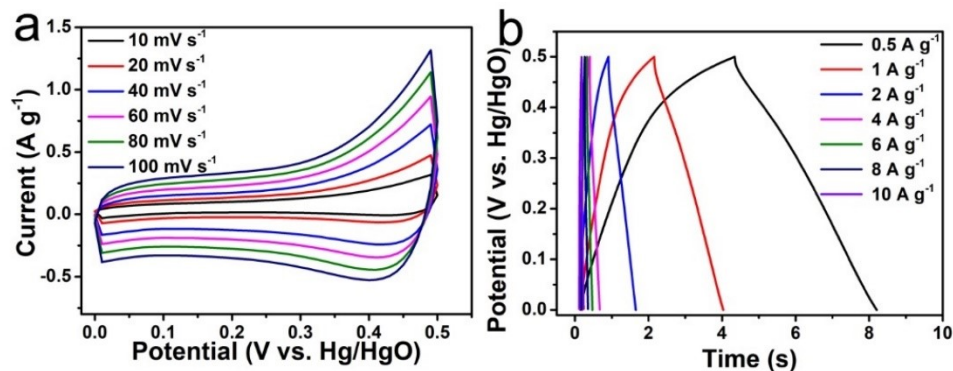 a
1.5
1.0
0.5
0.0
-0.5
Current (A g⁻¹)
10 mV s⁻¹
20 mV s⁻¹
40 mV s⁻¹
60 mV s⁻¹
80 mV s⁻¹
100 mV s⁻¹
0.0 0.1 0.2 0.3 0.4 0.5
Potential (V vs. Hg/HgO)
b
0.5
0.4
0.3
0.2
0.1
0.0
Potential (V vs. Hg/HgO)
0.5 A g⁻¹
1 A g⁻¹
2 A g⁻¹
4 A g⁻¹
6 A g⁻¹
8 A g⁻¹
10 A g⁻¹
0 2 4 6 8 10
Time (s)